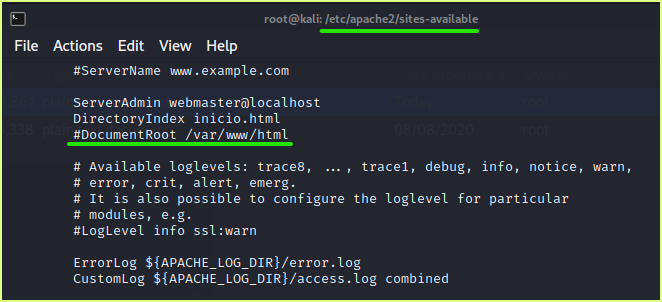 root@kali: /etc/apache2/sites-available
File Actions Edit View Help
#ServerName www.example.com
ServerAdmin webmaster@localhost
DirectoryIndex inicio.html
#DocumentRoot /var/www/html
# Available loglevels: trace8, ..., trace1, debug, info, notice, warn,
# error, crit, alert, emerg.
# It is also possible to configure the loglevel for particular
# modules, e.g.
#LogLevel info ssl:warn
ErrorLog ${APACHE_LOG_DIR}/error.log
CustomLog ${APACHE_LOG_DIR}/access.log combined